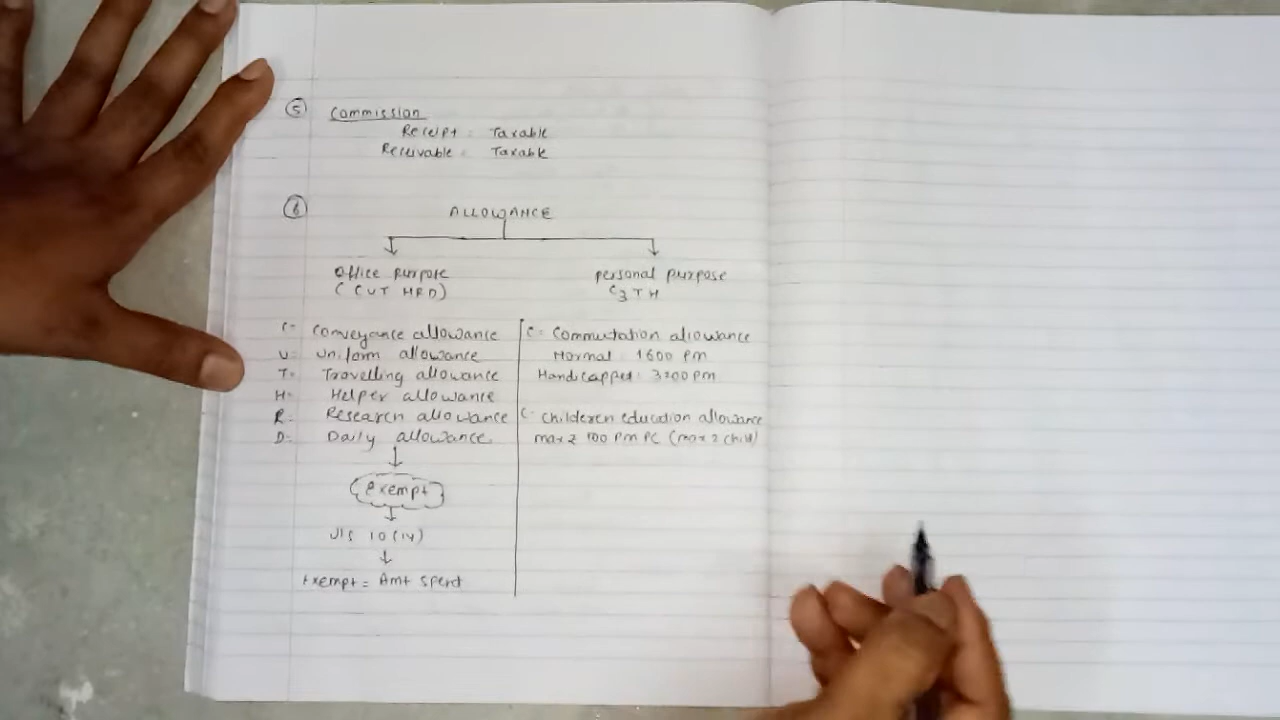 5 Commission
Receipt = Taxable
Receivable = Taxable
6 ALLOWANCE
Office Purpose
(CUT HRD)
C- Conveyance allowance
U- Uniform allowance
T- Travelling allowance
H- Helper allowance
R- Research allowance
D- Daily allowance
Exempt
U/S 10(14)
Exempt = Amt spent
Personal purpose
C3TH
C- Commutation allowance
Normal : 1600 PM
Handicapped : 3200 PM
C- Childeren education allowance
max ₹ 100 PM PC (max 2 child)